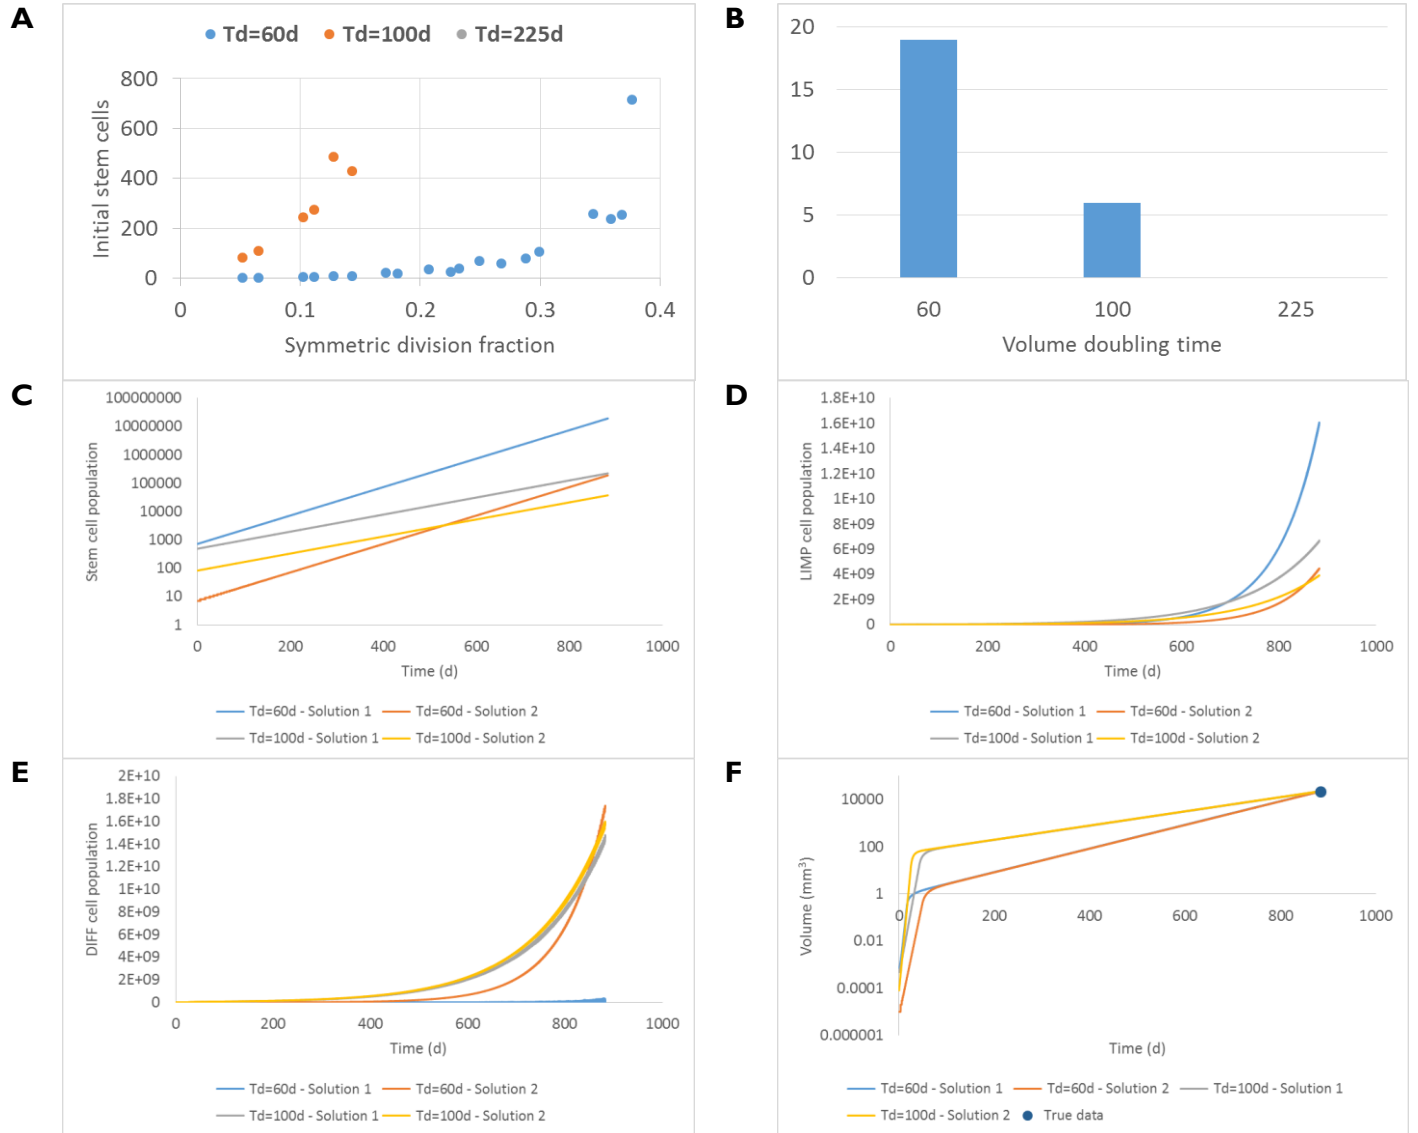 A
Td=60d Td=100d Td=225d
800
600
400
200
0
0 0.1 0.2 0.3 0.4
Initial stem cells
Symmetric division fraction
B
20
15
10
5
0
60 100 225
Volume doubling time
C
100000000
10000000
1000000
100000
10000
1000
100
10
1
0 200 400 600 800 1000
Stem cell population
Time (d)
Td=60d - Solution 1 Td=60d - Solution 2
Td=100d - Solution 1 Td=100d - Solution 2
D
1.8E+10
1.6E+10
1.4E+10
1.2E+10
1E+10
8E+09
6E+09
4E+09
2E+09
0
0 200 400 600 800 1000
LIMP cell population
Time (d)
Td=60d - Solution 1 Td=60d - Solution 2
Td=100d - Solution 1 Td=100d - Solution 2
E
2E+10
1.8E+10
1.6E+10
1.4E+10
1.2E+10
1E+10
8E+09
6E+09
4E+09
2E+09
0
0 200 400 600 800 1000
DIFF cell population
Time (d)
Td=60d - Solution 1 Td=60d - Solution 2
Td=100d - Solution 1 Td=100d - Solution 2
F
10000
100
1
0.01
0.0001
0.000001
0 200 400 600 800 1000
Volume (mm³)
Time (d)
Td=60d - Solution 1 Td=60d - Solution 2 Td=100d - Solution 1
Td=100d - Solution 2 True data